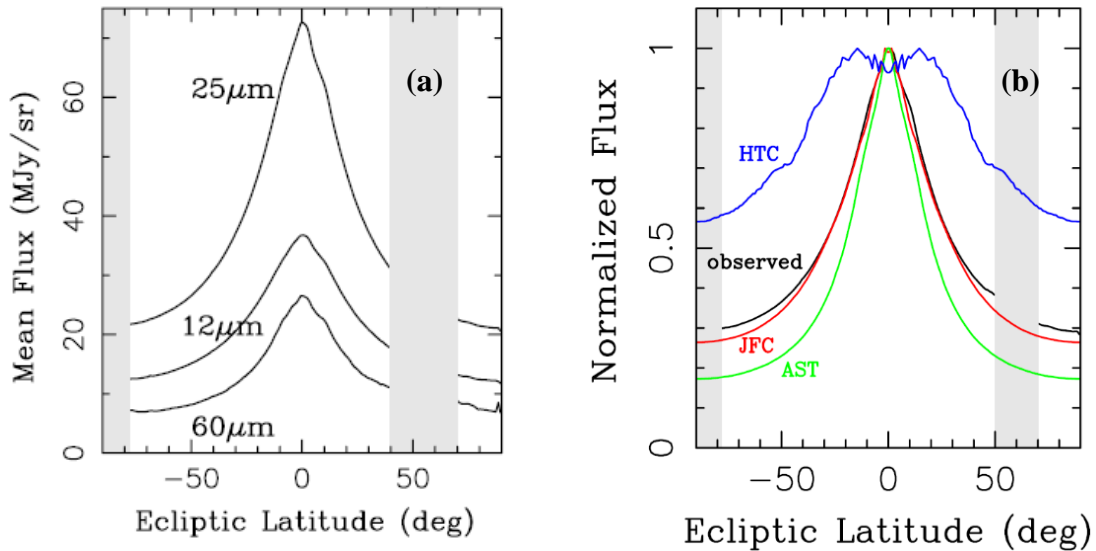 (a)
25μm
12μm
60μm
Mean Flux (MJy/sr)
0
20
40
60
−50
0
50
Ecliptic Latitude (deg)
(b)
HTC
observed
JFC
AST
Normalized Flux
0
0.5
1
−50
0
50
Ecliptic Latitude (deg)